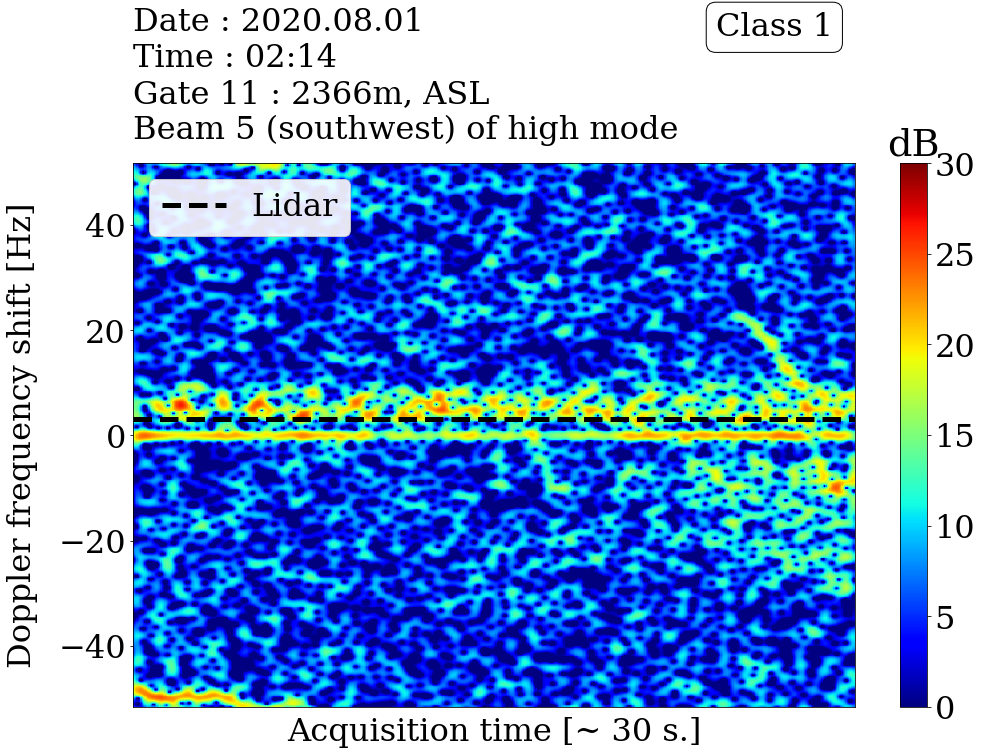 Date : 2020.08.01
Time : 02:14
Gate 11 : 2366m, ASL
Beam 5 (southwest) of high mode
Class 1
dB
Lidar
Doppler frequency shift [Hz]
40
20
0
−20
−40
Acquisition time [~ 30 s.]
30
25
20
15
10
5
0